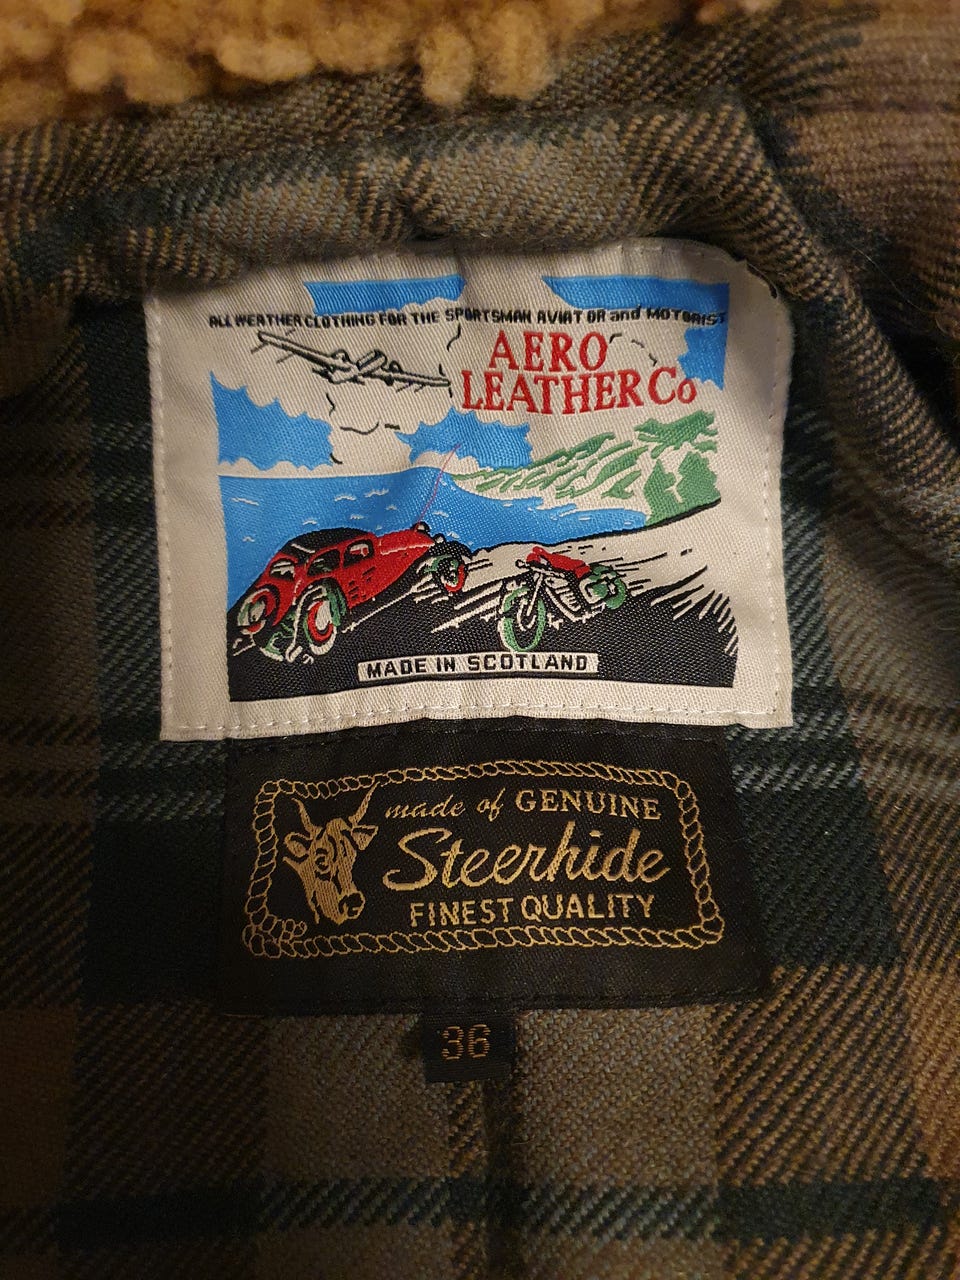 ALL WEATHER CLOTHING FOR THE SPORTSMAN AVIATOR and MOTORIST
AERO
LEATHER Co
MADE IN SCOTLAND
made of GENUINE
Steerhide
FINEST QUALITY
36